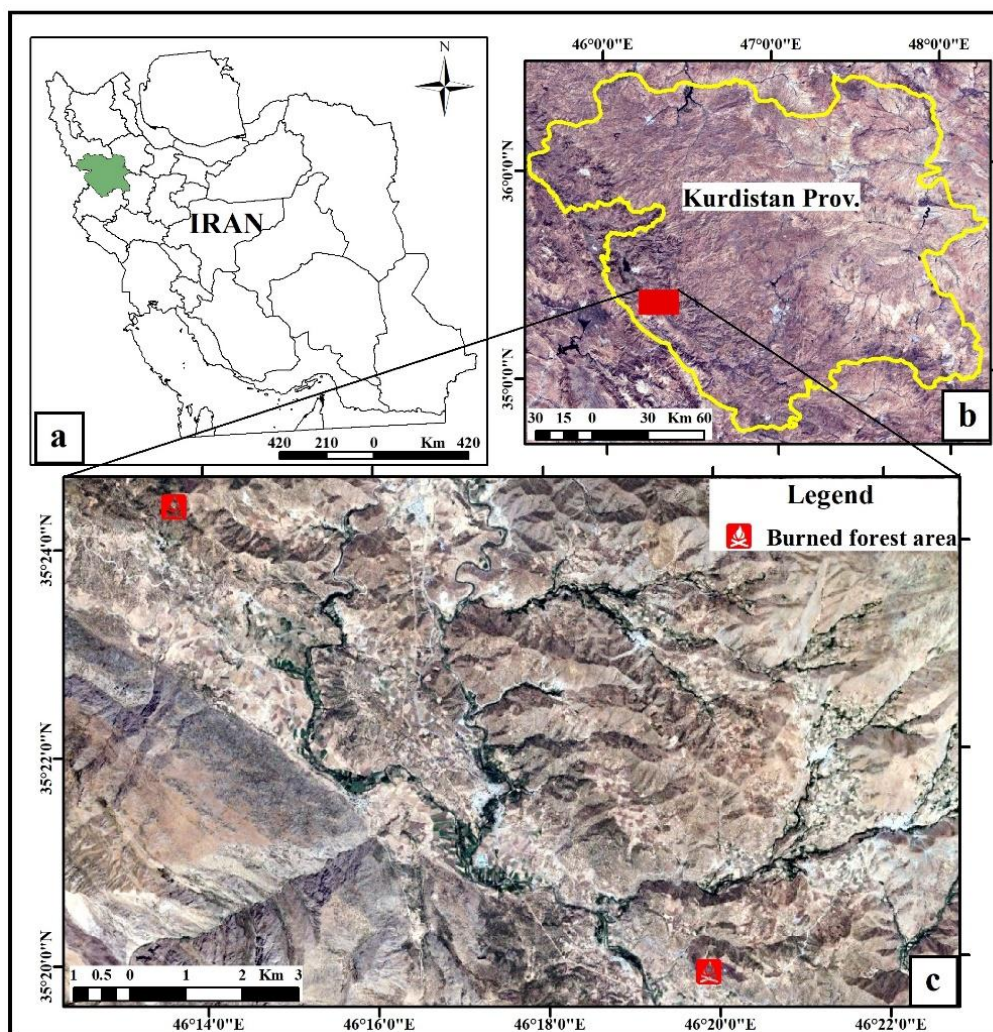 N
IRAN
a
420 210 0 Km 420
46°0'0"E 47°0'0"E 48°0'0"E
36°0'0"N
35°0'0"N
Kurdistan Prov.
30 15 0 30 Km 60
b
Legend
Burned forest area
35°24'0"N
35°22'0"N
35°20'0"N
1 0.5 0 1 2 Km 3
c
46°14'0"E 46°16'0"E 46°18'0"E 46°20'0"E 46°22'0"E